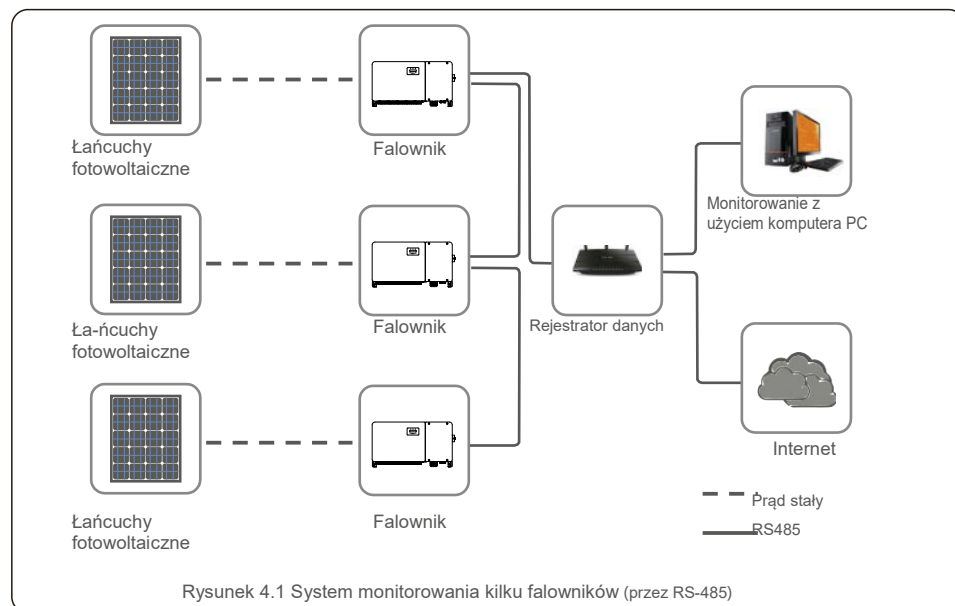 Łańcuchy
fotowoltaiczne
Falownik
Monitorowanie z
użyciem komputera PC
Ła-ńcuchy
fotowoltaiczne
Falownik
Rejestrator danych
Internet
Łańcuchy
fotowoltaiczne
Falownik
Prąd stały
RS485
Rysunek 4.1 System monitorowania kilku falowników (przez RS-485)